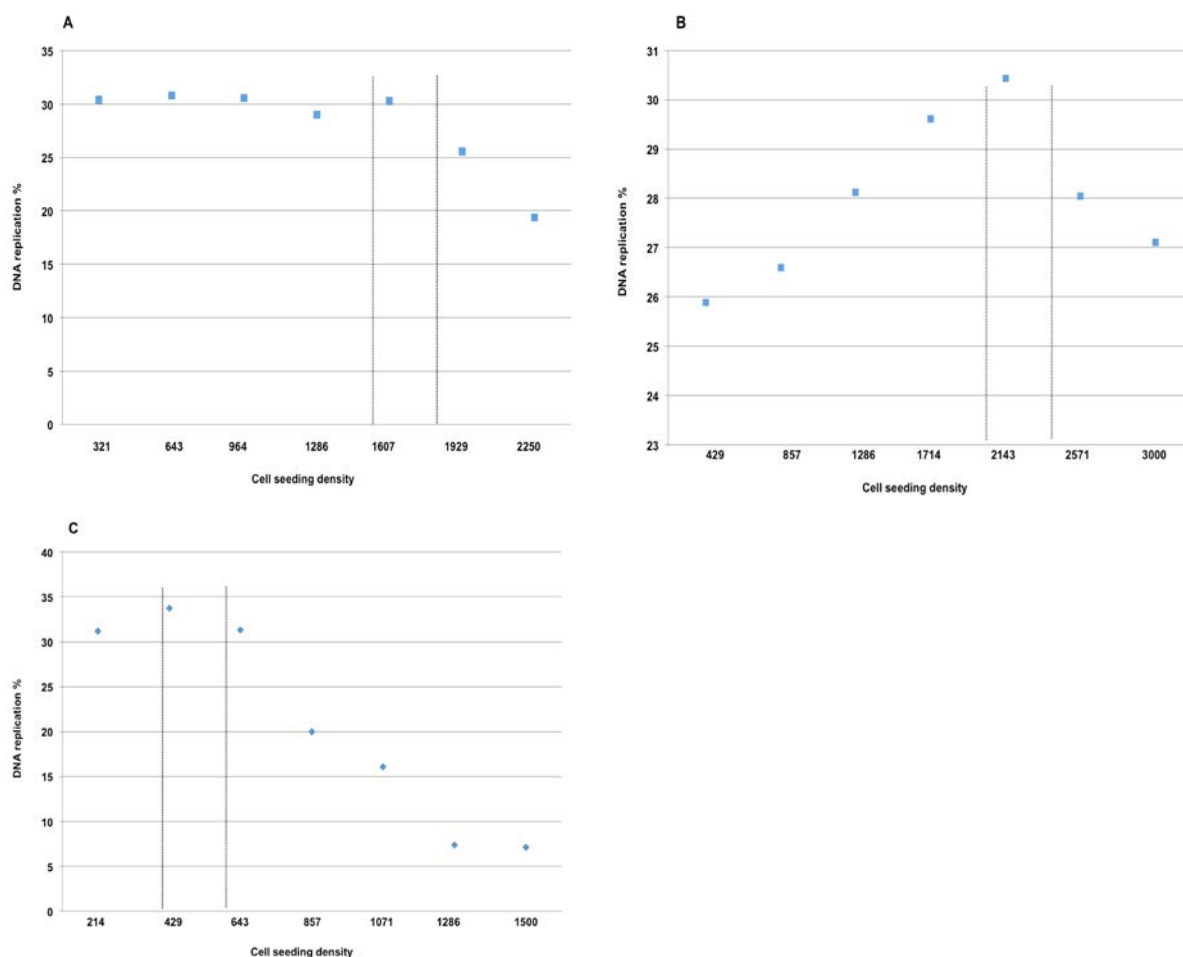 A
35
30
25
20
15
10
5
0
DNA replication %
321 643 964 1286 1607 1929 2250
Cell seeding density
B
31
30
29
28
27
26
25
24
23
DNA replication %
429 857 1286 1714 2143 2571 3000
Cell seeding density
C
40
35
30
25
20
15
10
5
0
DNA replication %
214 429 643 857 1071 1286 1500
Cell seeding density